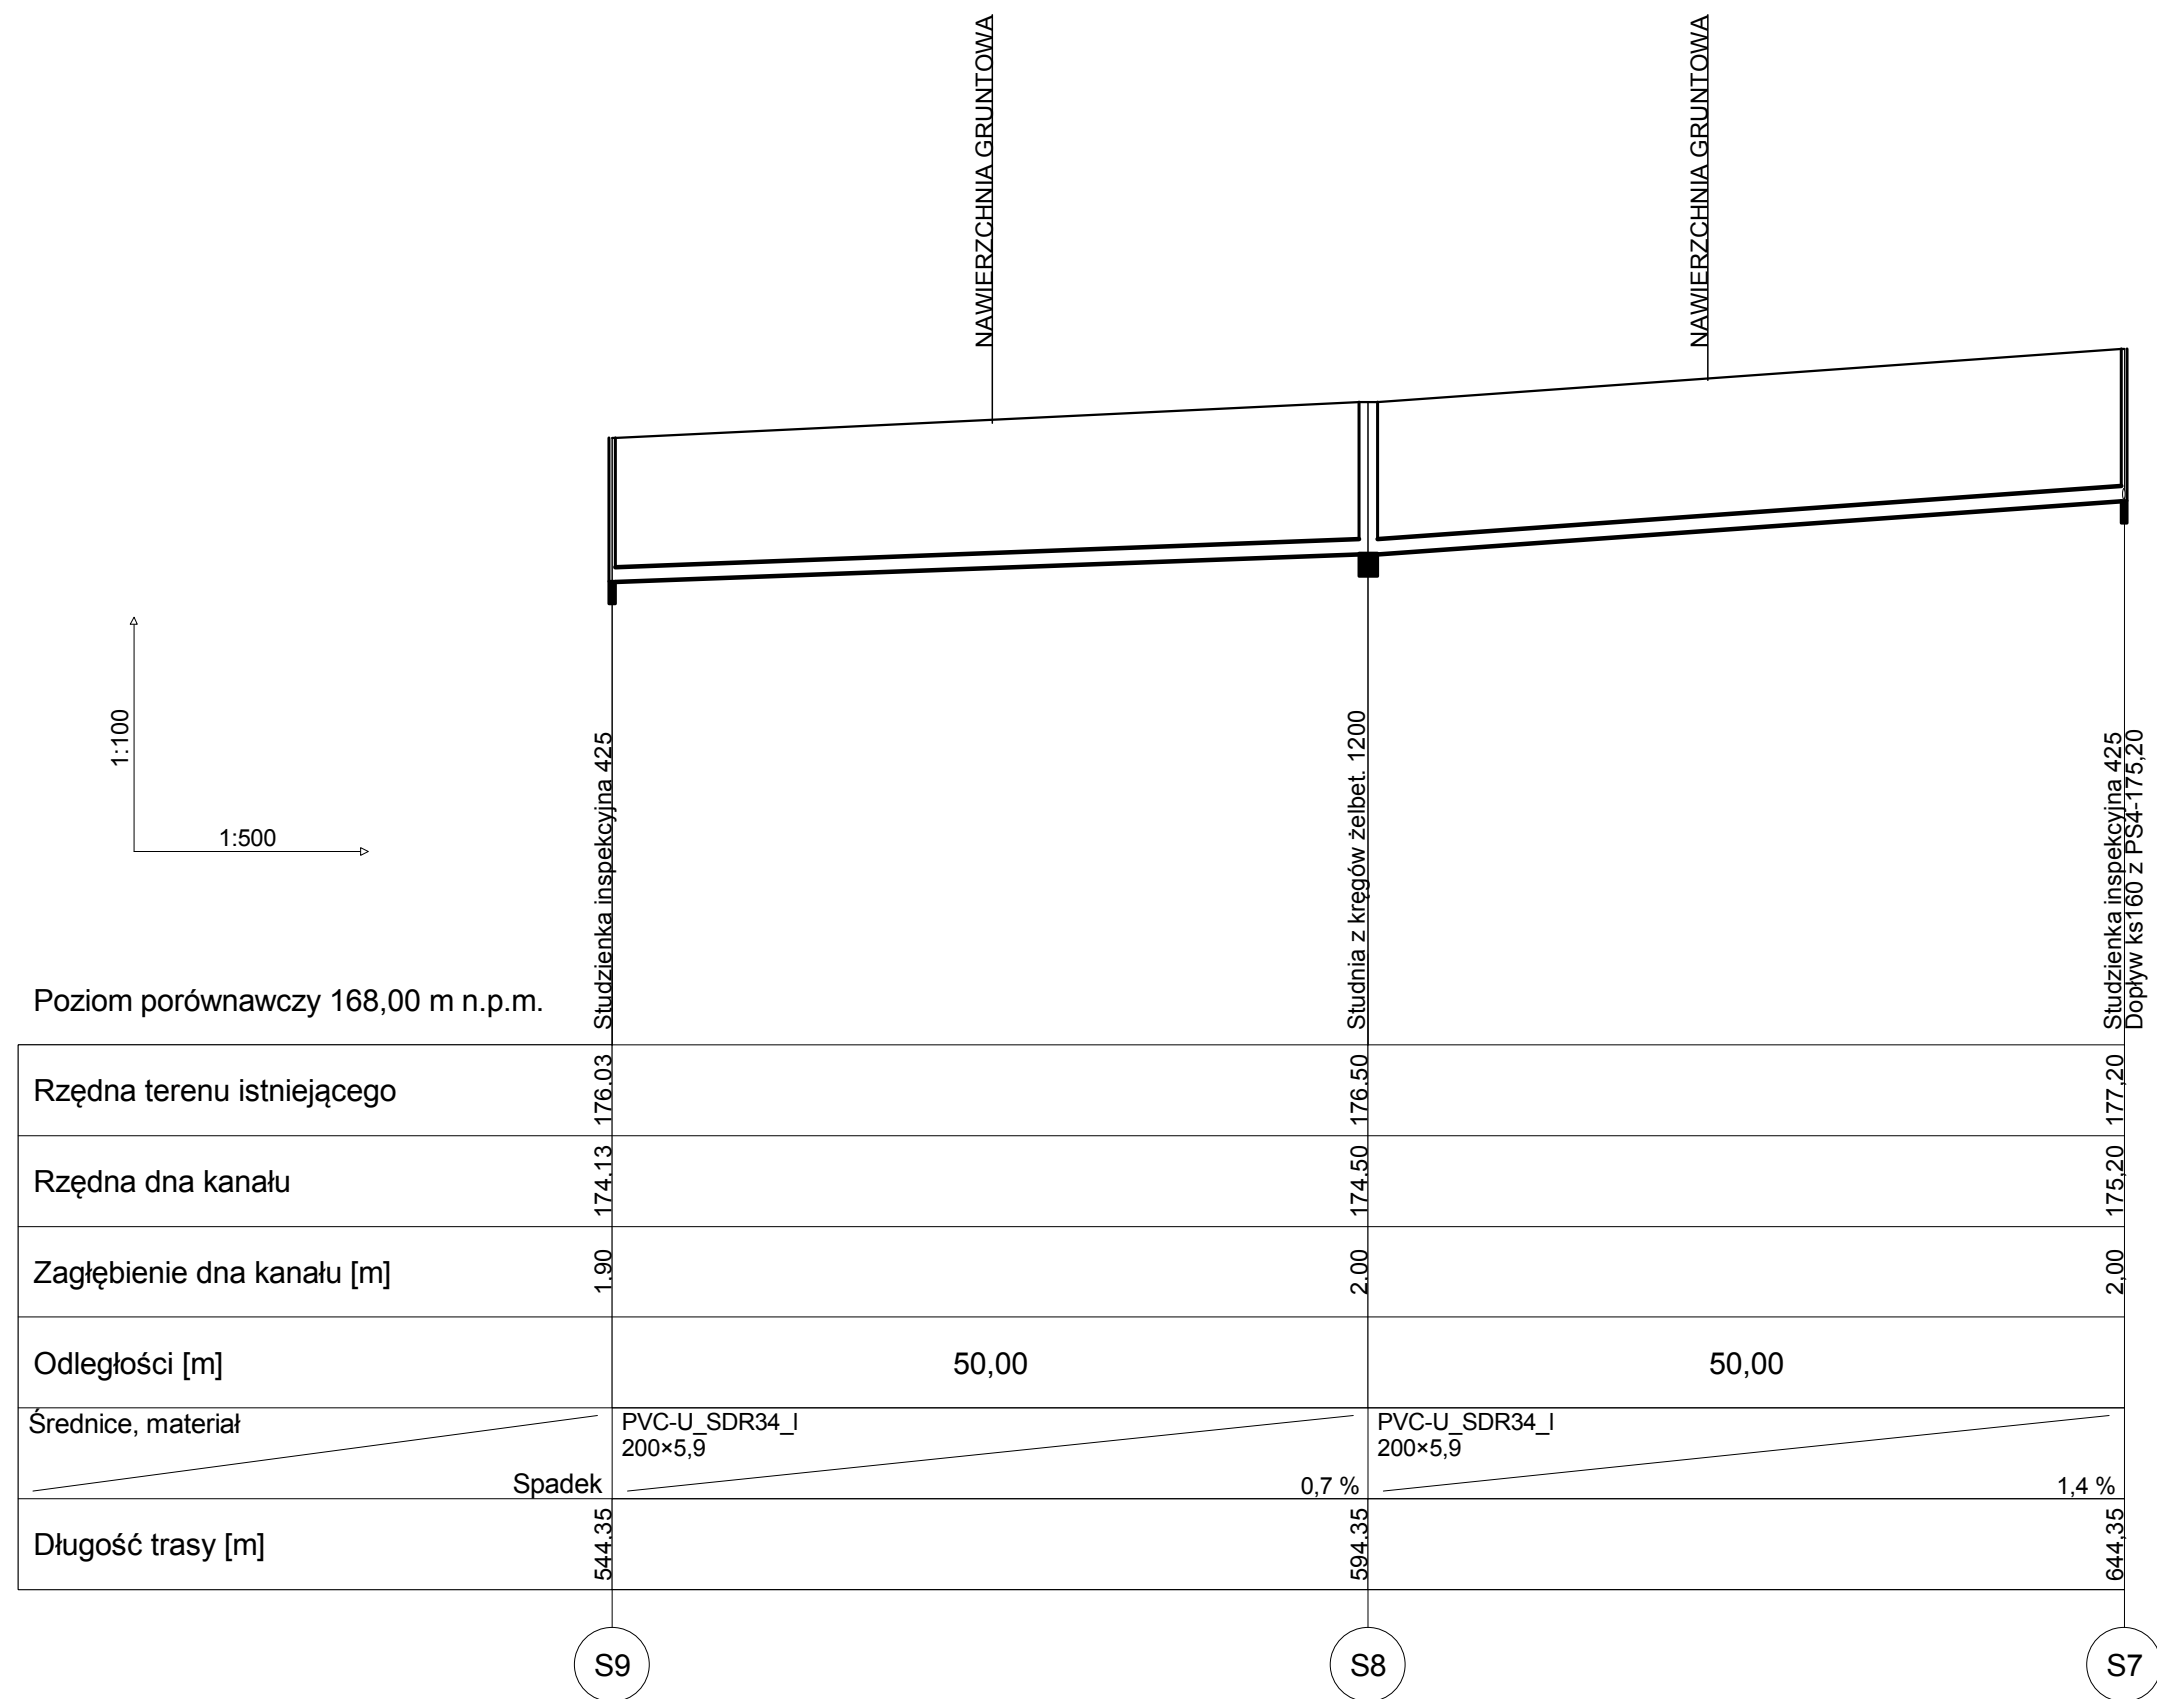 NAWIERZCHNIA GRUNTOWA
NAWIERZCHNIA GRUNTOWA
1:100
1:500
Studzienka inspekcyjna 425
Studnia z kręgów żelbet. 1200
Studzienka inspekcyjna 425
Dopływ ks160 z PS4-175,20
Poziom porównawczy 168,00 m n.p.m.
Rzędna terenu istniejącego 176.03 176.50 177,20
Rzędna dna kanału 174.13 174.50 175,20
Zagłębienie dna kanału [m] 1.90 2.00 2,00
Odległości [m] 50,00 50,00
Średnice, materiał PVC-U_SDR34_l PVC-U_SDR34_l
200×5,9 200×5,9
Spadek 0,7 % 1,4 %
Długość trasy [m] 544.35 594.35 644,35
S9 S8 S7